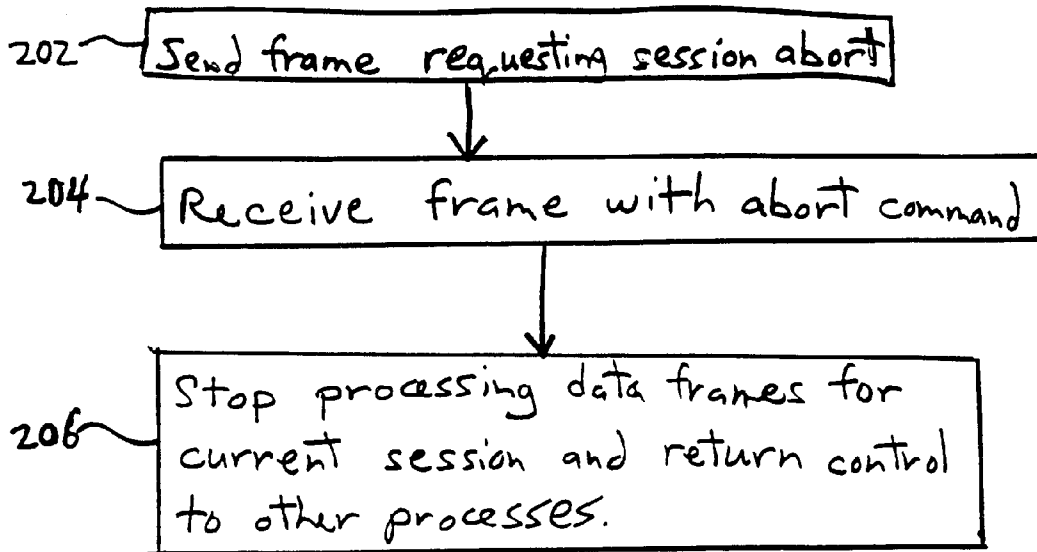 202 Send frame requesting session abort
204 Receive frame with abort command
206 Stop processing data frames for
current session and return control
to other processes.